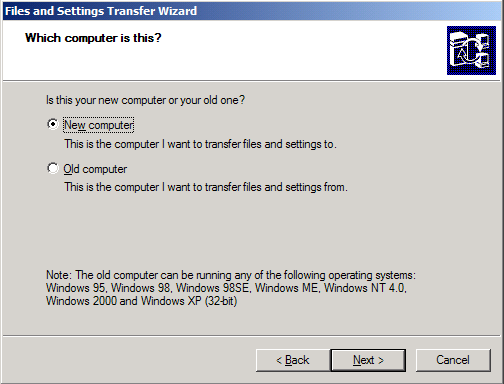 Files and Settings Transfer Wizard
Which computer is this?
Is this your new computer or your old one?
New computer
This is the computer I want to transfer files and settings to.
Old computer
This is the computer I want to transfer files and settings from.
Note: The old computer can be running any of the following operating systems:
Windows 95, Windows 98, Windows 98SE, Windows ME, Windows NT 4.0,
Windows 2000 and Windows XP (32-bit)
< Back Next > Cancel